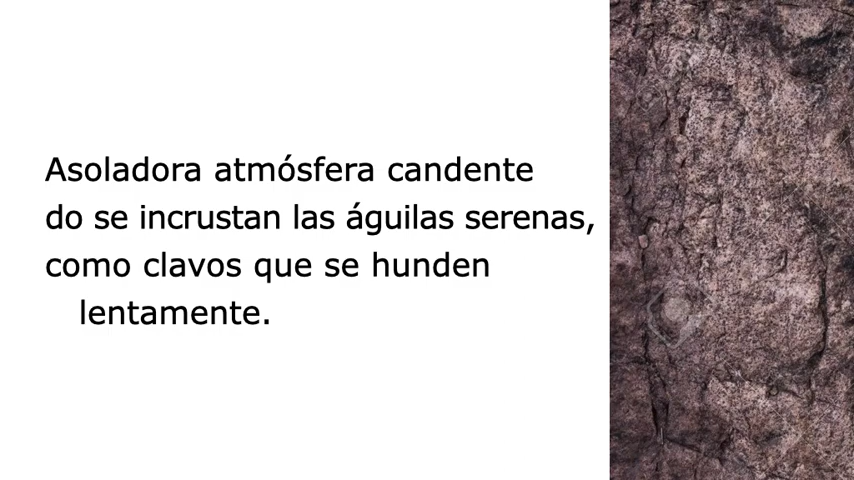 Asoladora atmósfera candente
do se incrustan las águilas serenas,
como clavos que se hunden
lentamente.